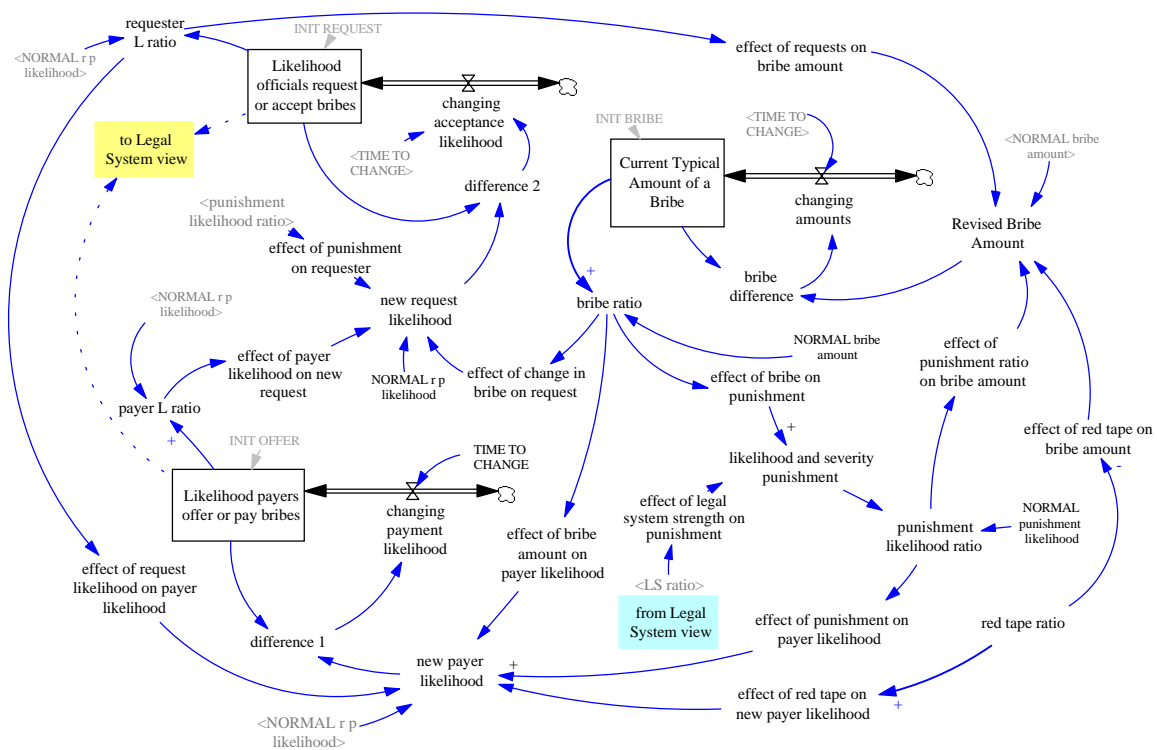 requester
L ratio
<NORMAL r p
likelihood>
INIT REQUEST
Likelihood
officials request
or accept bribes
effect of requests on
bribe amount
changing
acceptance
likelihood
<TIME TO
CHANGE>
to Legal
System view
difference 2
INIT BRIBE
Current Typical
Amount of a
Bribe
<TIME TO
CHANGE>
changing
amounts
<NORMAL bribe
amount>
Revised Bribe
Amount
<punishment
likelihood ratio>
effect of punishment
on requester
bribe
difference
+
bribe ratio
<NORMAL r p
likelihood>
new request
likelihood
effect of payer
likelihood on new
request
NORMAL r p
likelihood
effect of change in
bribe on request
NORMAL bribe
amount
effect of
punishment ratio
on bribe amount
effect of bribe on
punishment
+
payer L ratio
+
INIT OFFER
Likelihood payers
offer or pay bribes
TIME TO
CHANGE
changing
payment
likelihood
likelihood and severity
punishment
effect of red tape on
bribe amount
-
effect of legal
system strength on
punishment
punishment
likelihood ratio
NORMAL
punishment
likelihood
effect of bribe
amount on
payer likelihood
effect of request
likelihood on payer
likelihood
<LS ratio>
from Legal
System view
effect of punishment on
payer likelihood
red tape ratio
difference 1
new payer
likelihood
+
effect of red tape on
new payer likelihood
+
<NORMAL r p
likelihood>